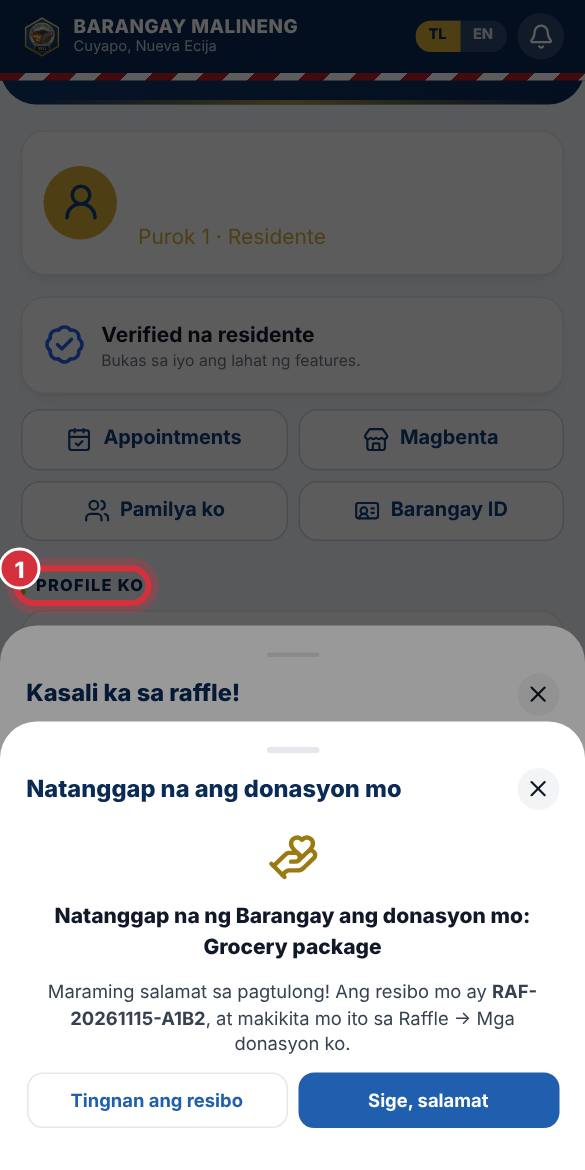 BARANGAY MALINENG
Cuyapo, Nueva Ecija
TL EN
Purok 1 · Residente
Verified na residente
Bukas sa iyo ang lahat ng features.
Appointments
Magbenta
Pamilya ko
Barangay ID
1
PROFILE KO
Kasali ka sa raffle!
Natanggap na ang donasyon mo
Natanggap na ng Barangay ang donasyon mo:
Grocery package
Maraming salamat sa pagtulong! Ang resibo mo ay RAF-
20261115-A1B2, at makikita mo ito sa Raffle → Mga
donasyon ko.
Tingnan ang resibo
Sige, salamat